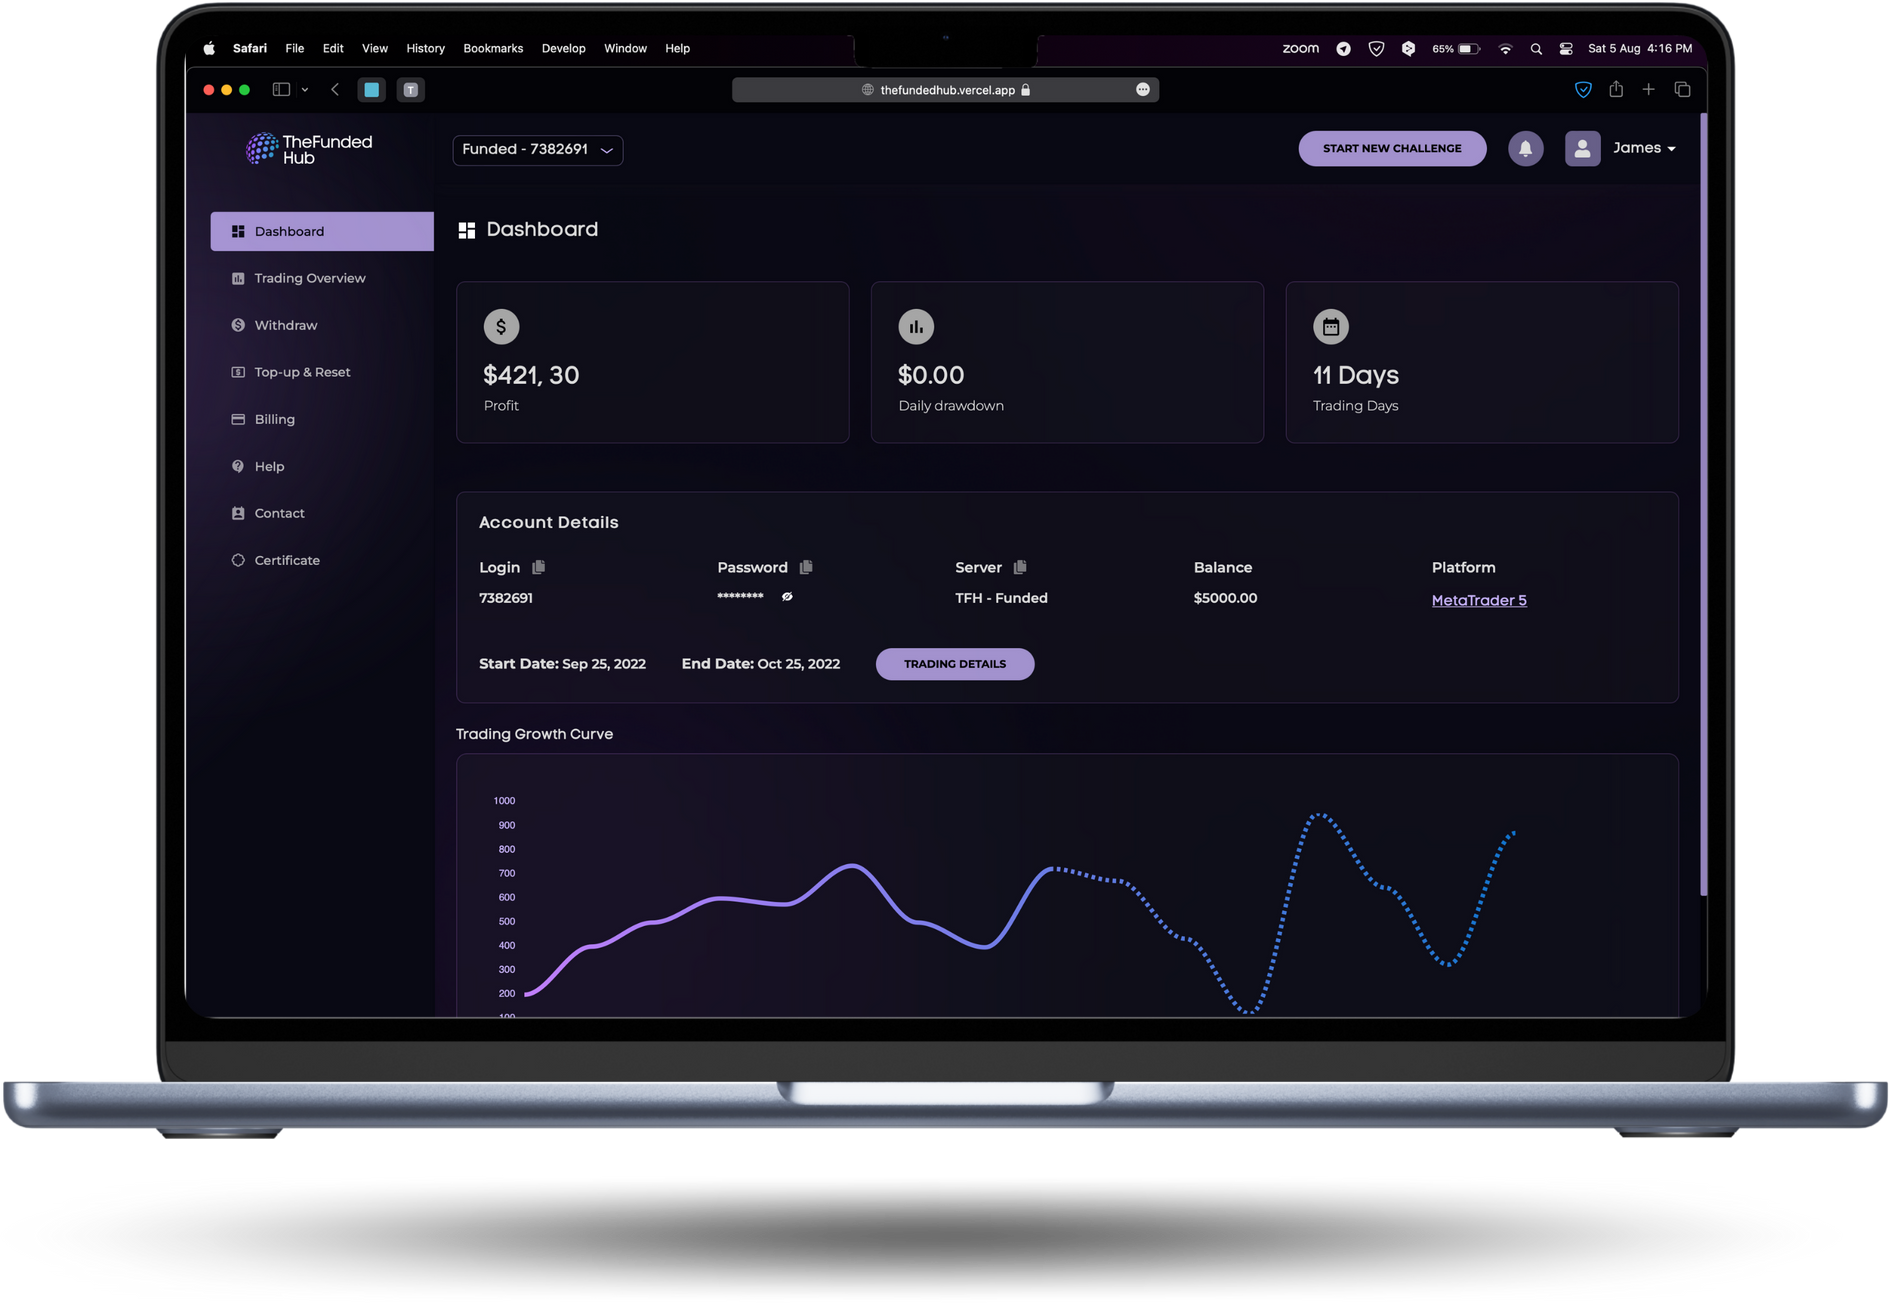 Safari File Edit View History Bookmarks Develop Window Help
zoom 65% Sat 5 Aug 4:16 PM
T
thefundedhub.vercel.app
TheFunded
Hub
Funded - 7382691
START NEW CHALLENGE
James
Dashboard
Trading Overview
Withdraw
Top-up & Reset
Billing
Help
Contact
Certificate
Dashboard
$421, 30
Profit
$0.00
Daily drawdown
11 Days
Trading Days
Account Details
Login Password Server Balance Platform
7382691 ******** TFH - Funded $5000.00 MetaTrader 5
Start Date: Sep 25, 2022 End Date: Oct 25, 2022 TRADING DETAILS
Trading Growth Curve
1000
900
800
700
600
500
400
300
200
100